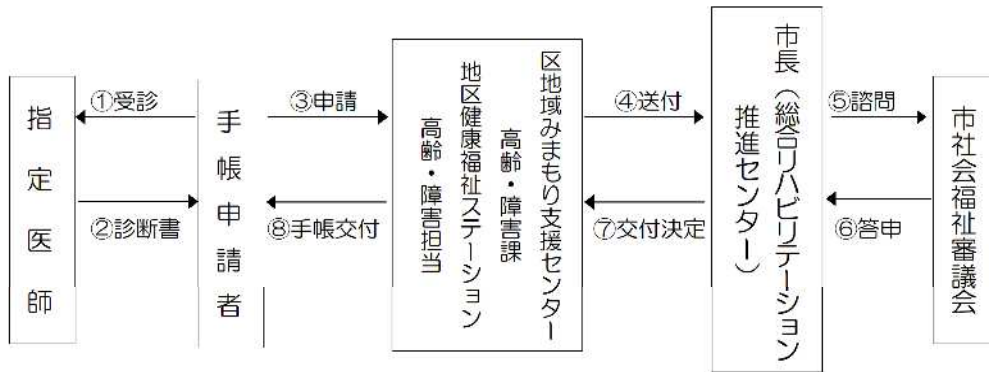 指定医師
①受診
②診断書
手帳申請者
③申請
⑧手帳交付
区地域みまもり支援センター
高齢・障害課
地区健康福祉ステーション
高齢・障害担当
④送付
⑦交付決定
市長（総合リハビリテーション
推進センター）
⑤諮問
⑥答申
市社会福祉審議会